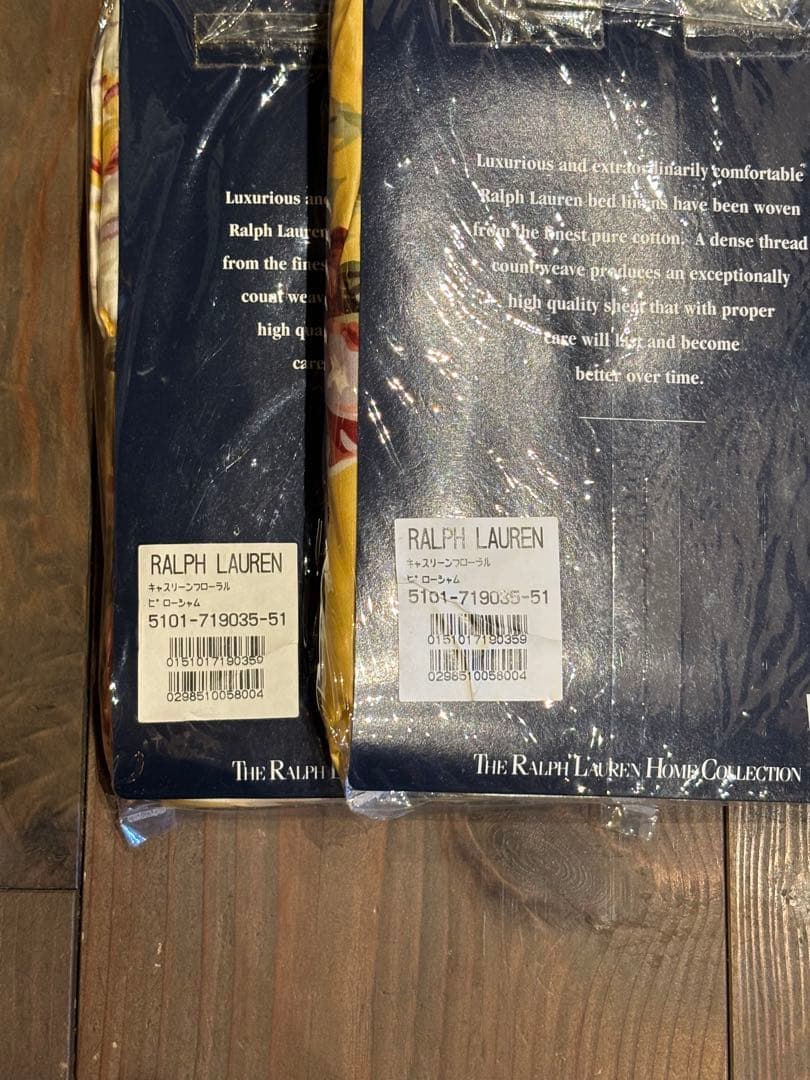 Luxurious and
Ralph Lauren
from the fines
count weav
high qua
care
RALPH LAUREN
キャスリーンフローラル
ピローシャム
5101-719035-51
0151017190359
0298510058004
THE RALPH L
Luxurious and extraordinarily comfortable
Ralph Lauren bed linens have been woven
from the finest pure cotton. A dense thread
count weave produces an exceptionally
high quality sheet that with proper
care will last and become
better over time.
RALPH LAUREN
キャスリーンフローラル
ピローシャム
5101-719035-51
0151017190359
0298510058004
THE RALPH LAUREN HOME COLLECTION